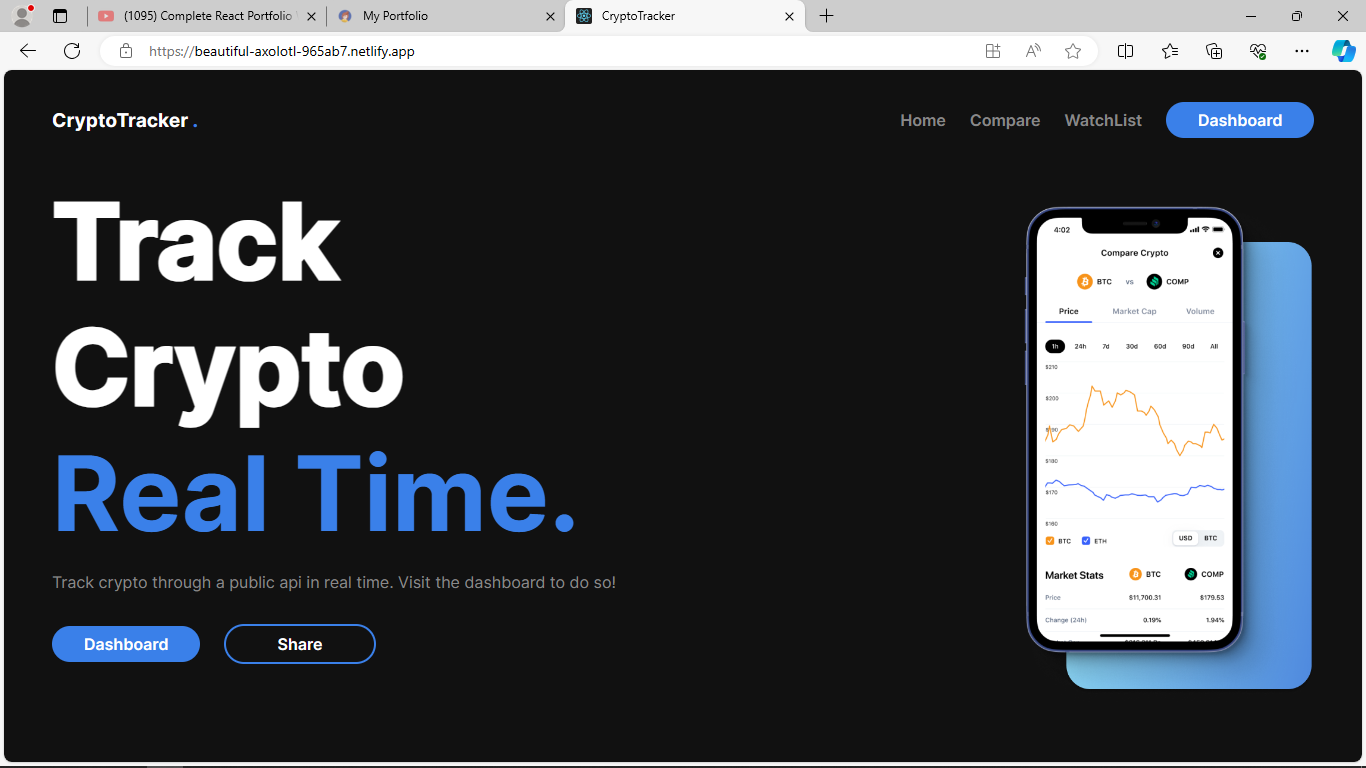 (1095) Complete React Portfolio
My Portfolio
CryptoTracker
https://beautiful-axolotl-965ab7.netlify.app
CryptoTracker .
Home Compare WatchList Dashboard
Track
Crypto
Real Time.
Track crypto through a public api in real time. Visit the dashboard to do so!
Dashboard Share
4:02
Compare Crypto
BTC vs COMP
Price Market Cap Volume
1h 24h 7d 30d 60d 90d All
$210
$200
$190
$180
$170
$160
BTC ETH USD BTC
Market Stats BTC COMP
Price $11,700.31 $179.53
Change (24h) 0.19% 1.94%